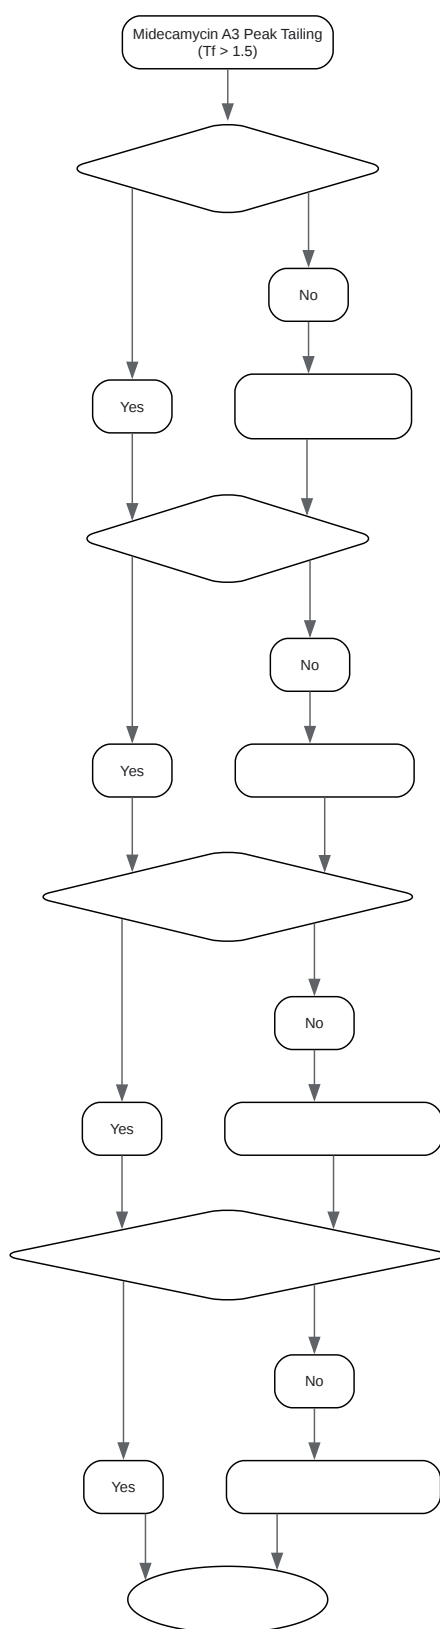 Midecamycin A3 Peak Tailing
(Tf > 1.5)
No
Yes
No
Yes
No
Yes
No
Yes